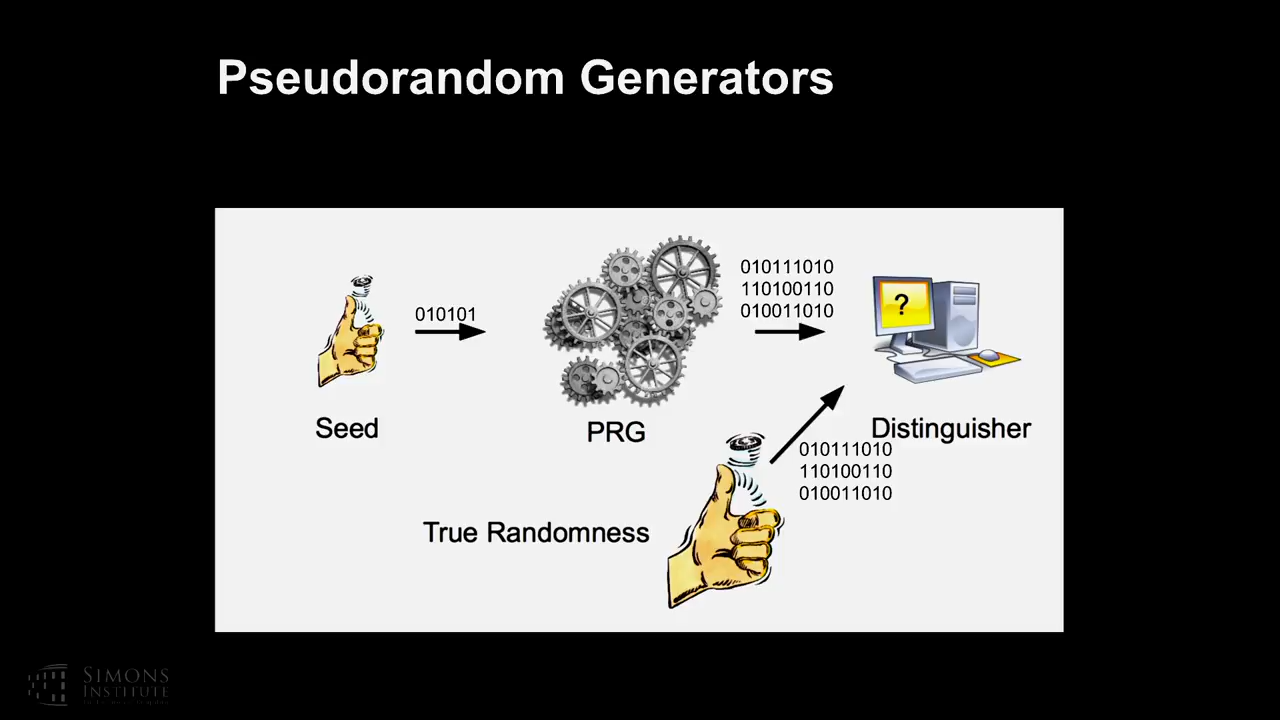 Pseudorandom Generators
010101
010111010
110100110
010011010
?
Seed
PRG
Distinguisher
010111010
110100110
010011010
True Randomness
SIMONS
INSTITUTE